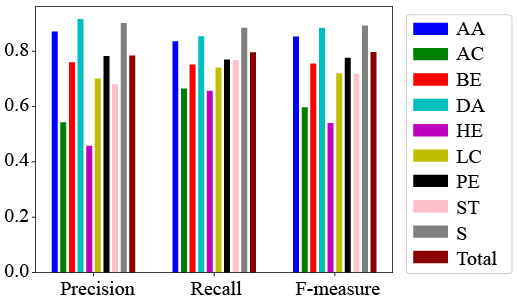 0.8
0.6
0.4
0.2
0.0
Precision
Recall
F-measure
AA
AC
BE
DA
HE
LC
PE
ST
S
Total